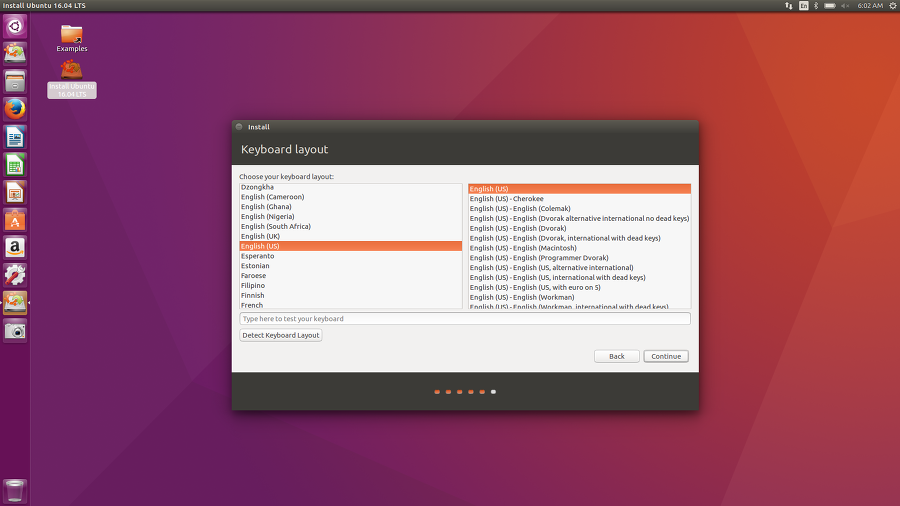 Install Ubuntu 16.04 LTS
En
6:02 AM
Examples
Install Ubuntu
16.04 LTS
Install
Keyboard layout
Choose your keyboard layout:
Dzongkha
English (Cameroon)
English (Ghana)
English (Nigeria)
English (South Africa)
English (UK)
English (US)
Esperanto
Estonian
Faroese
Filipino
Finnish
French
English (US)
English (US) - Cherokee
English (US) - English (Colemak)
English (US) - English (Dvorak alternative international no dead keys)
English (US) - English (Dvorak)
English (US) - English (Dvorak, international with dead keys)
English (US) - English (Macintosh)
English (US) - English (Programmer Dvorak)
English (US) - English (US, alternative international)
English (US) - English (US, international with dead keys)
English (US) - English (US, with euro on 5)
English (US) - English (Workman)
English (US) - English (Workman, international with dead keys)
Type here to test your keyboard
Detect Keyboard Layout
Back
Continue